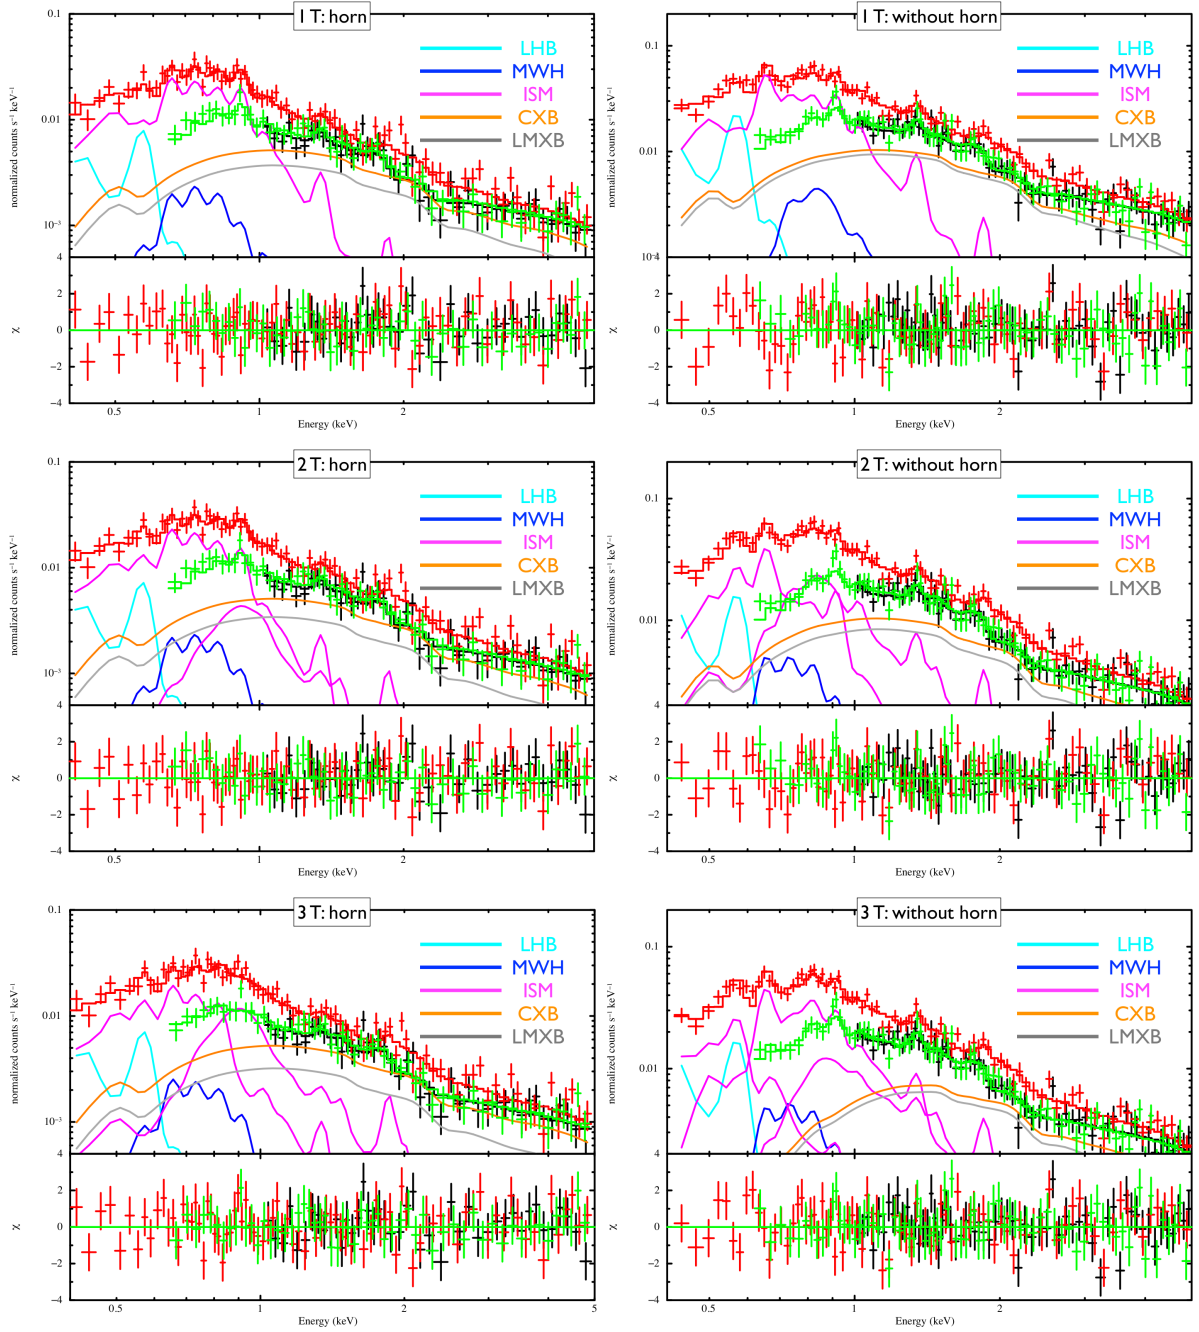 1 T: horn
0.1
0.01
10⁻³
4
normalized counts s⁻¹ keV⁻¹
LHB
MWH
ISM
CXB
LMXB
2
0
−2
−4
χ
0.5 1 2
Energy (keV)
1 T: without horn
0.1
0.01
10-4
normalized counts s⁻¹ keV⁻¹
LHB
MWH
ISM
CXB
LMXB
2
0
−2
−4
χ
0.5 1 2
Energy (keV)
2 T: horn
0.1
0.01
10⁻³
4
normalized counts s⁻¹ keV⁻¹
LHB
MWH
ISM
CXB
LMXB
2
0
−2
−4
χ
0.5 1 2
Energy (keV)
2 T: without horn
0.1
0.01
4
normalized counts s⁻¹ keV⁻¹
LHB
MWH
ISM
CXB
LMXB
2
0
−2
−4
χ
0.5 1 2
Energy (keV)
3 T: horn
0.1
0.01
10⁻³
4
normalized counts s⁻¹ keV⁻¹
LHB
MWH
ISM
CXB
LMXB
2
0
−2
−4
χ
0.5 1 2 5
Energy (keV)
3 T: without horn
0.1
0.01
4
normalized counts s⁻¹ keV⁻¹
LHB
MWH
ISM
CXB
LMXB
2
0
−2
−4
χ
0.5 1 2
Energy (keV)